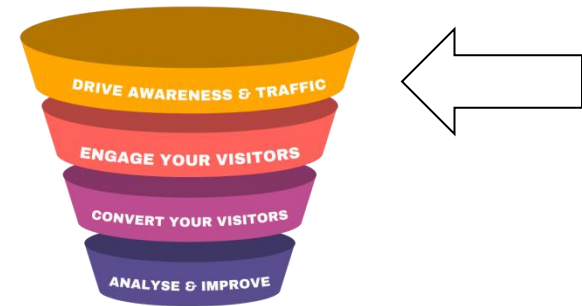 DRIVE AWARENESS & TRAFFIC
ENGAGE YOUR VISITORS
CONVERT YOUR VISITORS
ANALYSE & IMPROVE